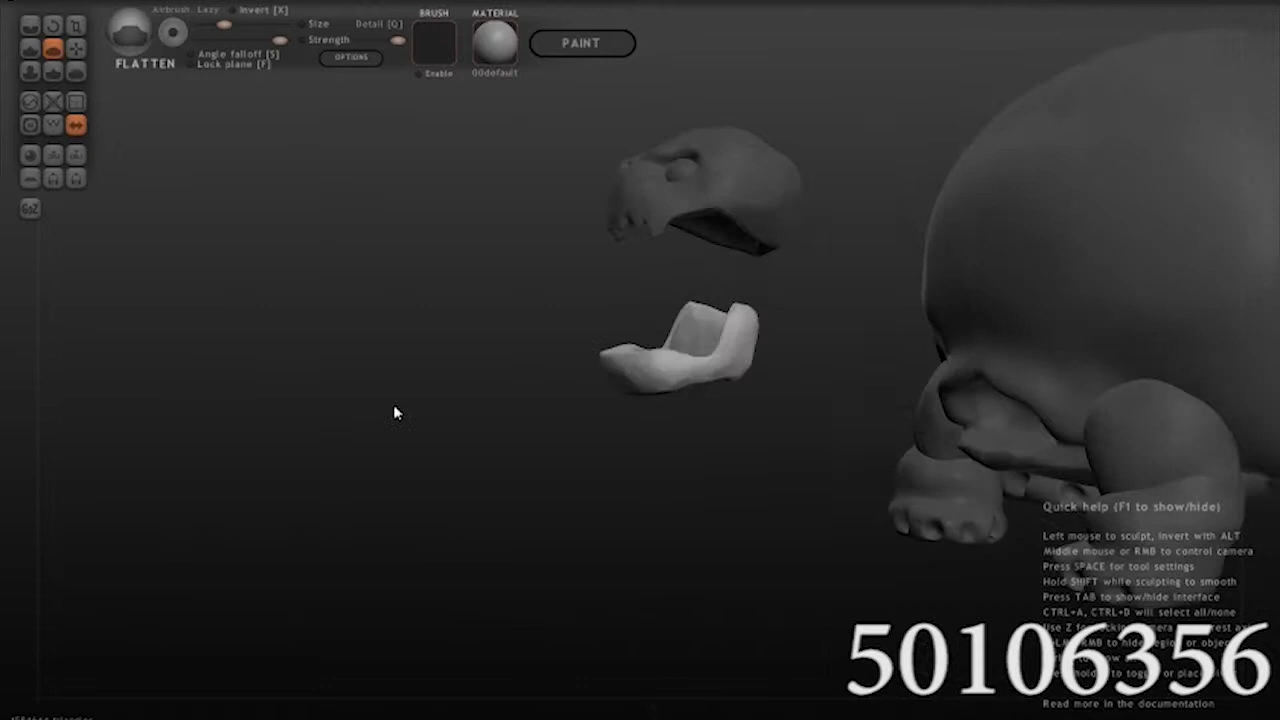 Airbrush Lazy Invert [X]
Size Detail [Q]
Strength
Angle falloff [S]
Lock plane [F]
OPTIONS
FLATTEN
BRUSH
Enable
MATERIAL
00default
PAINT
GoZ
Quick help (F1 to show/hide)
Left mouse to sculpt, invert with ALT
Middle mouse or RMB to control camera
Press SPACE for tool settings
Hold SHIFT while sculpting to smooth
Press TAB to show/hide interface
CTRL+A, CTRL+D will select all/none
50106356
Read more in the documentation